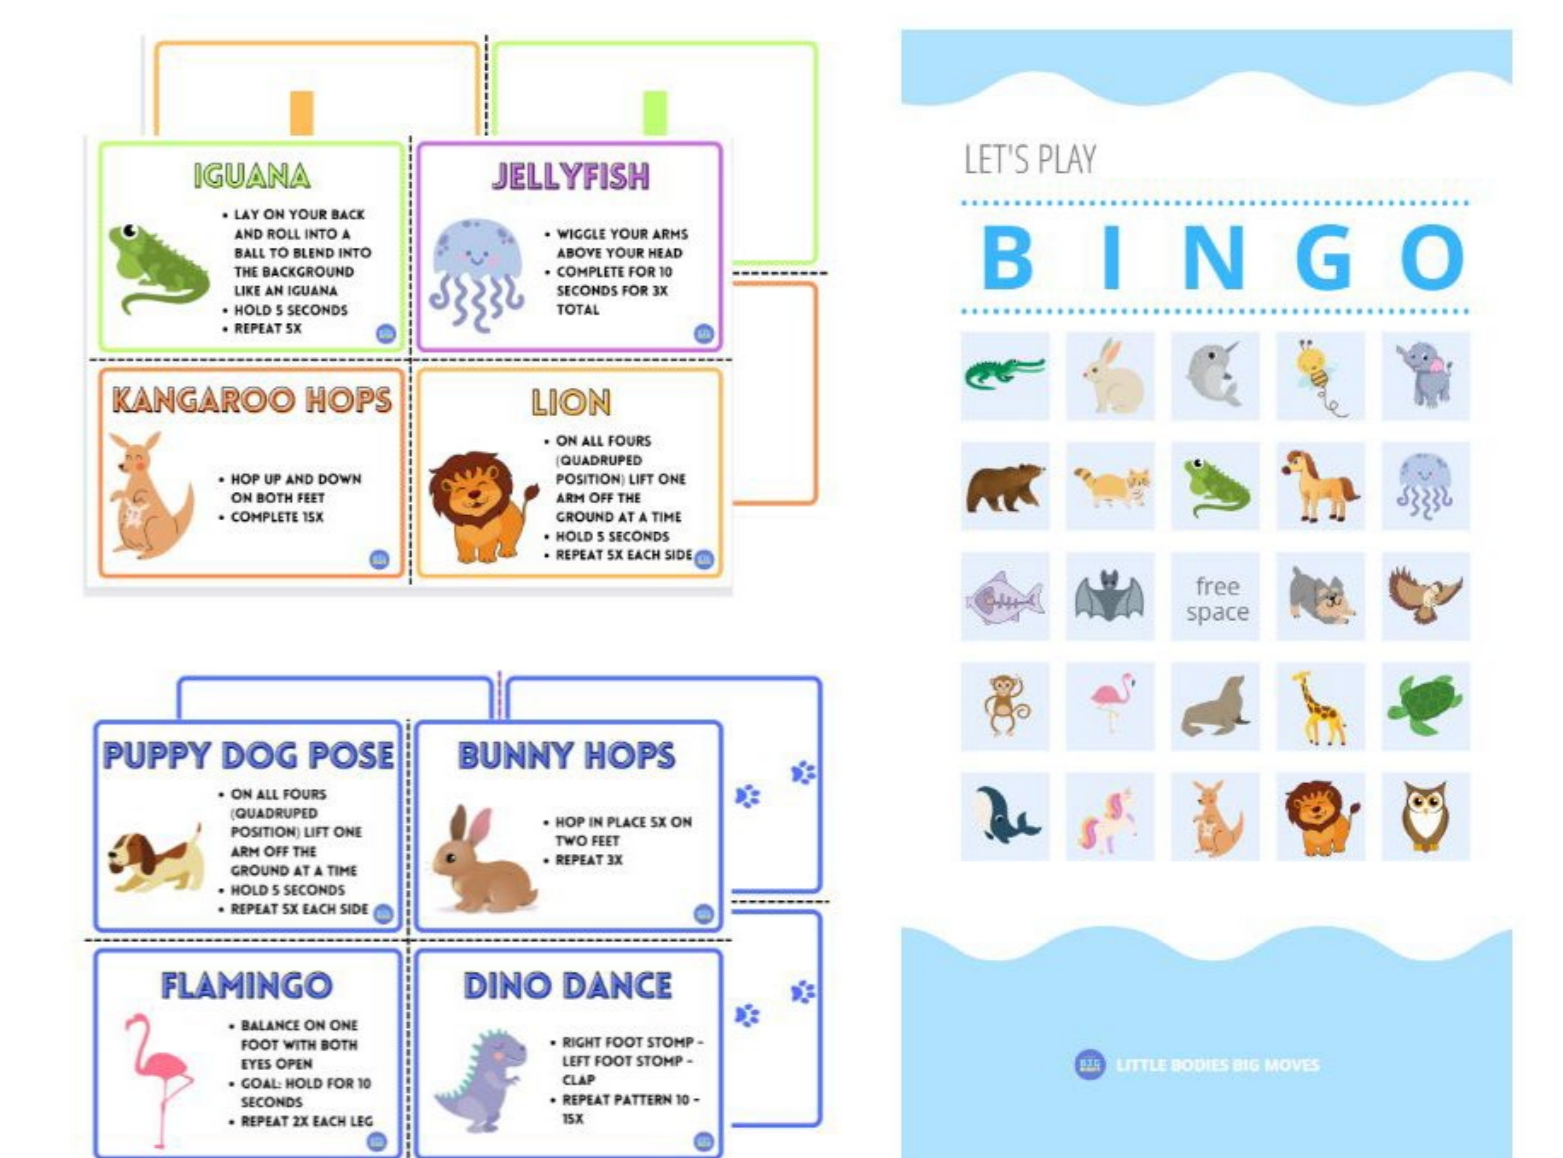 IGUANA
• LAY ON YOUR BACK
AND ROLL INTO A
BALL TO BLEND INTO
THE BACKGROUND
LIKE AN IGUANA
• HOLD 5 SECONDS
• REPEAT 5X
JELLYFISH
• WIGGLE YOUR ARMS
ABOVE YOUR HEAD
• COMPLETE FOR 10
SECONDS FOR 3X
TOTAL
KANGAROO HOPS
• HOP UP AND DOWN
ON BOTH FEET
• COMPLETE 15X
LION
• ON ALL FOURS
(QUADRUPED
POSITION) LIFT ONE
ARM OFF THE
GROUND AT A TIME
• HOLD 5 SECONDS
• REPEAT 5X EACH SIDE
PUPPY DOG POSE
• ON ALL FOURS
(QUADRUPED
POSITION) LIFT ONE
ARM OFF THE
GROUND AT A TIME
• HOLD 5 SECONDS
• REPEAT 5X EACH SIDE
BUNNY HOPS
• HOP IN PLACE 5X ON
TWO FEET
• REPEAT 3X
FLAMINGO
• BALANCE ON ONE
FOOT WITH BOTH
EYES OPEN
• GOAL: HOLD FOR 10
SECONDS
• REPEAT 2X EACH LEG
DINO DANCE
• RIGHT FOOT STOMP -
LEFT FOOT STOMP -
CLAP
• REPEAT PATTERN 10 -
15X
LET'S PLAY
B I N G O
free
space
BIG
LITTLE BODIES BIG MOVES